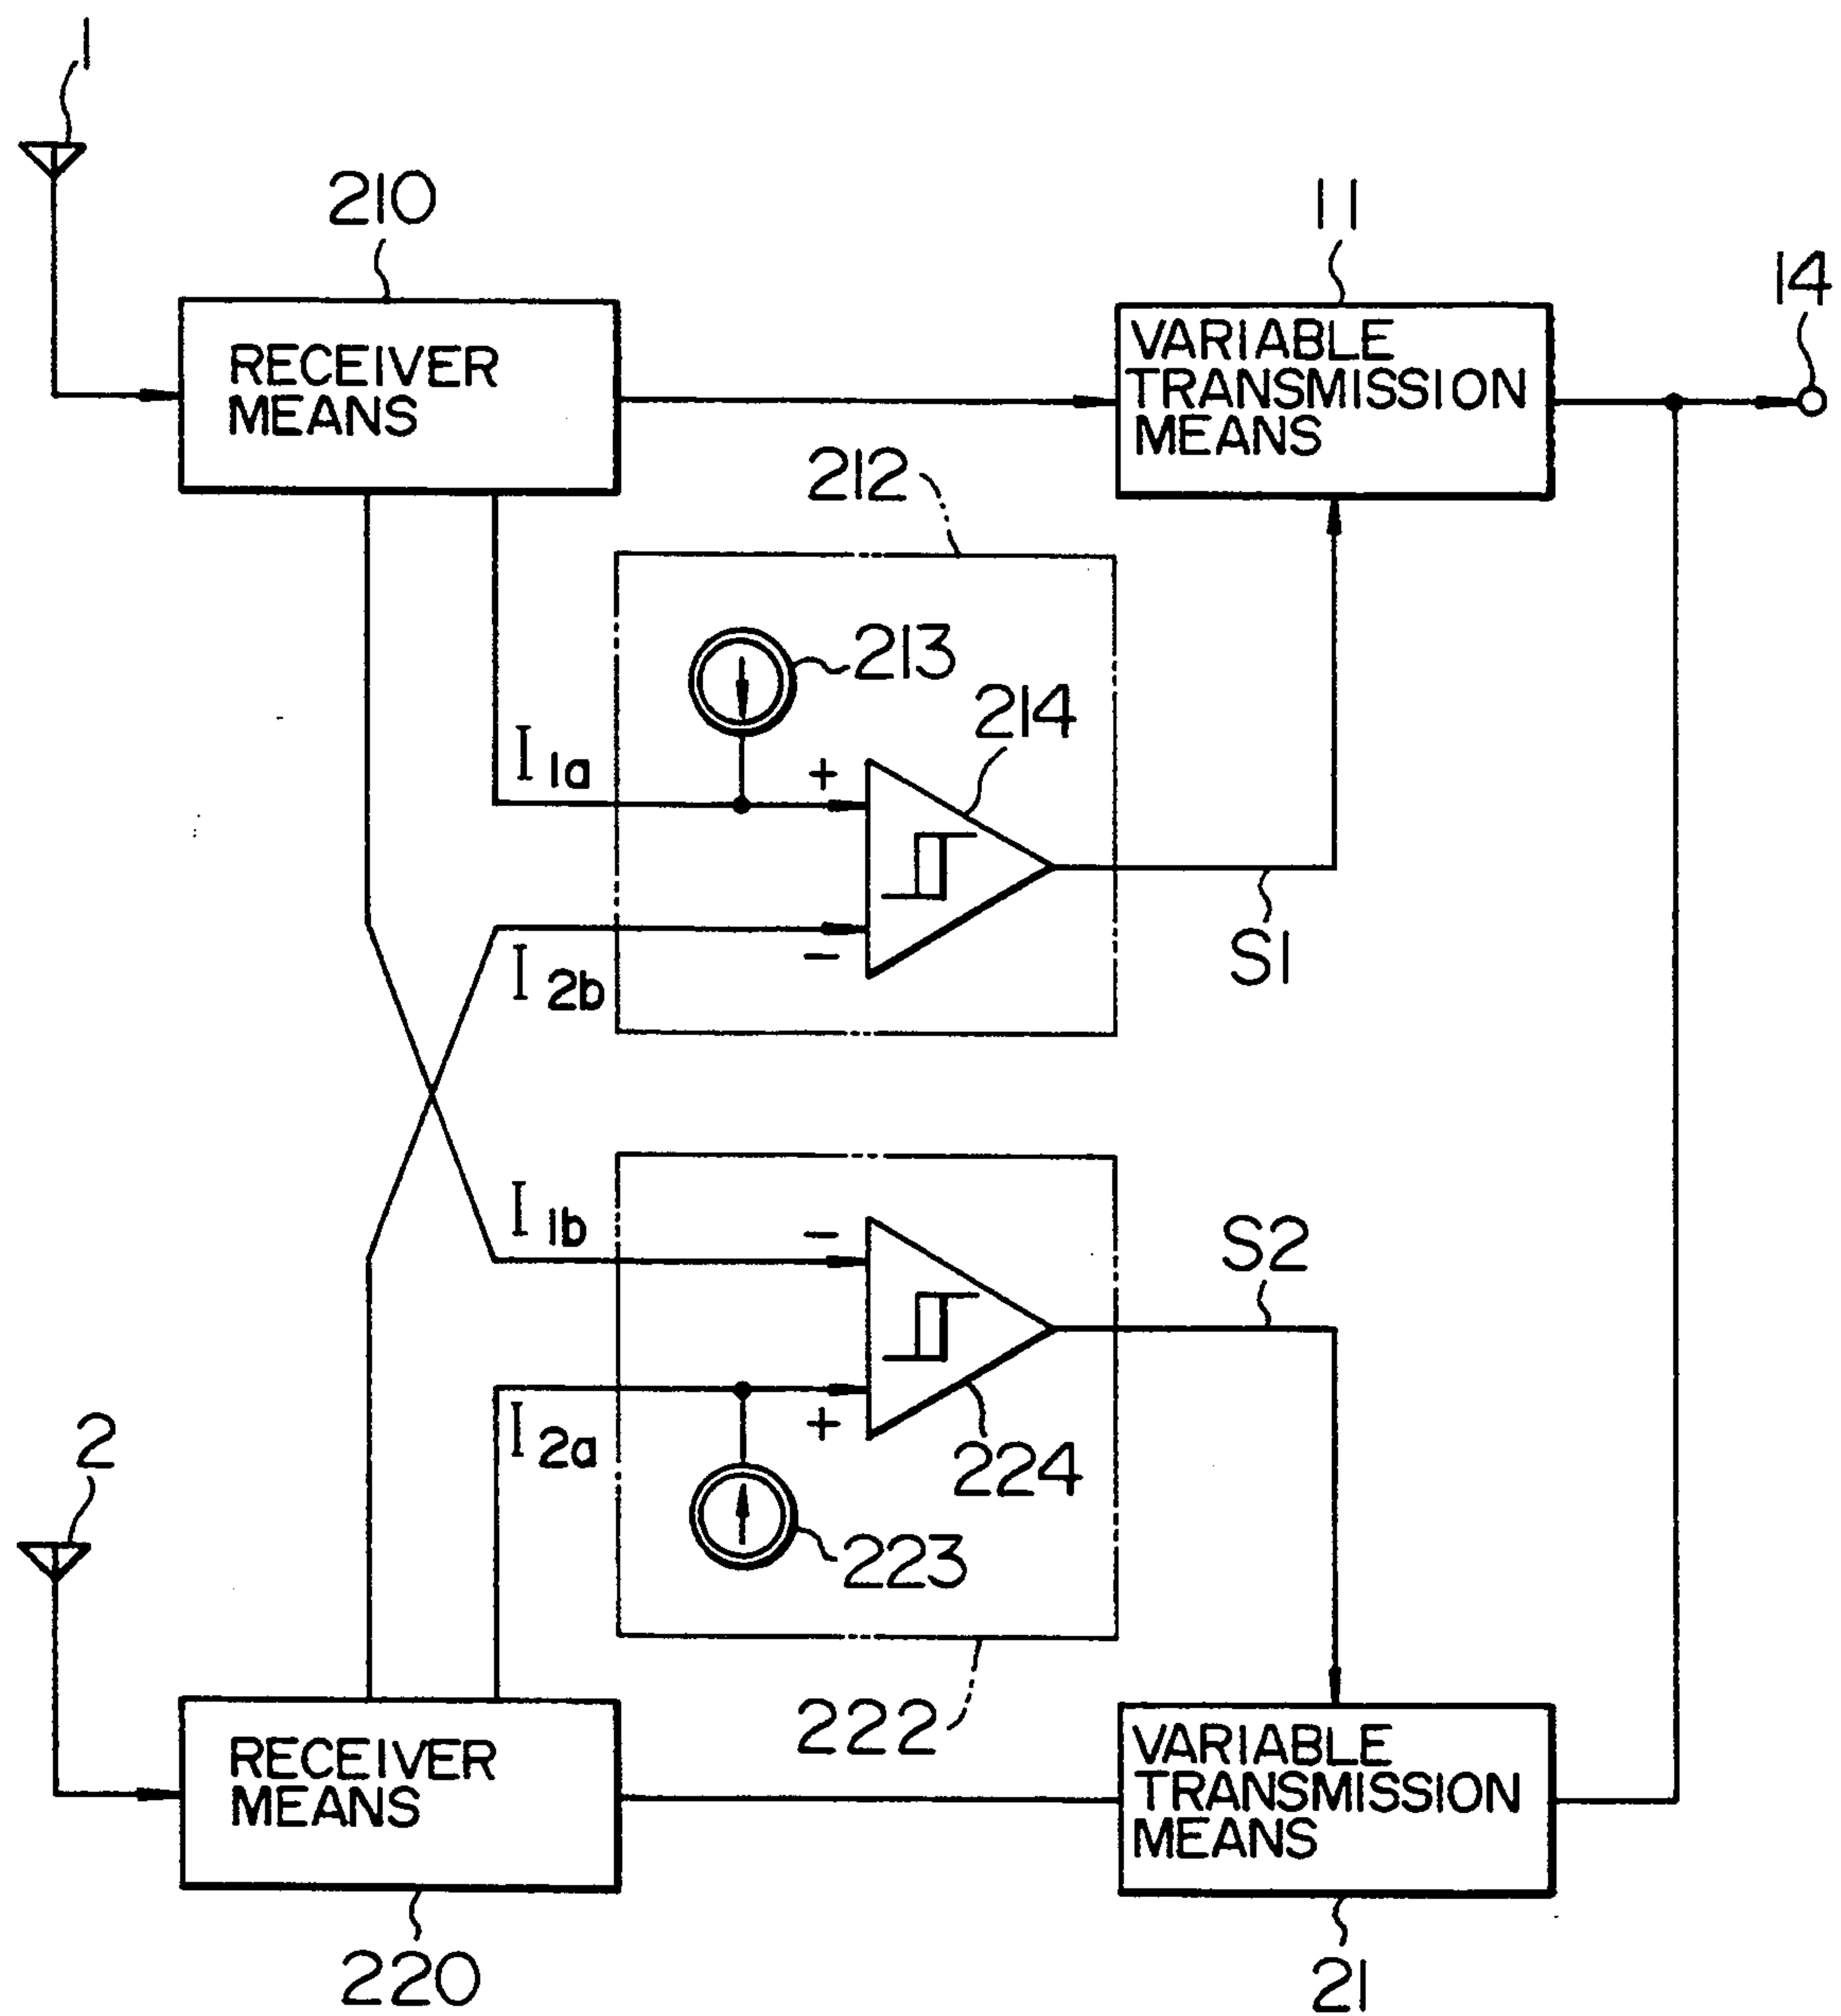 1
210
11
14
RECEIVER
MEANS
VARIABLE
TRANSMISSION
MEANS
212
213
214
I1a
+
I2b
−
S1
I1b
−
S2
I2a
+
224
223
2
222
RECEIVER
MEANS
VARIABLE
TRANSMISSION
MEANS
220
21